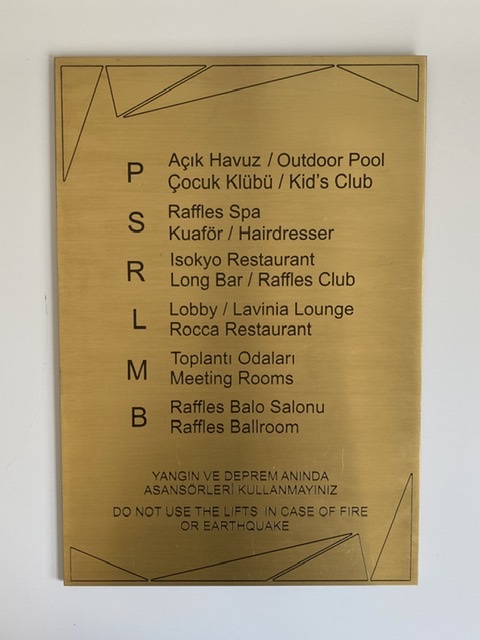 P
Açık Havuz / Outdoor Pool
Çocuk Klübü / Kid's Club
S
Raffles Spa
Kuaför / Hairdresser
R
Isokyo Restaurant
Long Bar / Raffles Club
L
Lobby / Lavinia Lounge
Rocca Restaurant
M
Toplantı Odaları
Meeting Rooms
B
Raffles Balo Salonu
Raffles Ballroom
YANGIN VE DEPREM ANINDA
ASANSÖRLERİ KULLANMAYINIZ
DO NOT USE THE LIFTS IN CASE OF FIRE
OR EARTHQUAKE